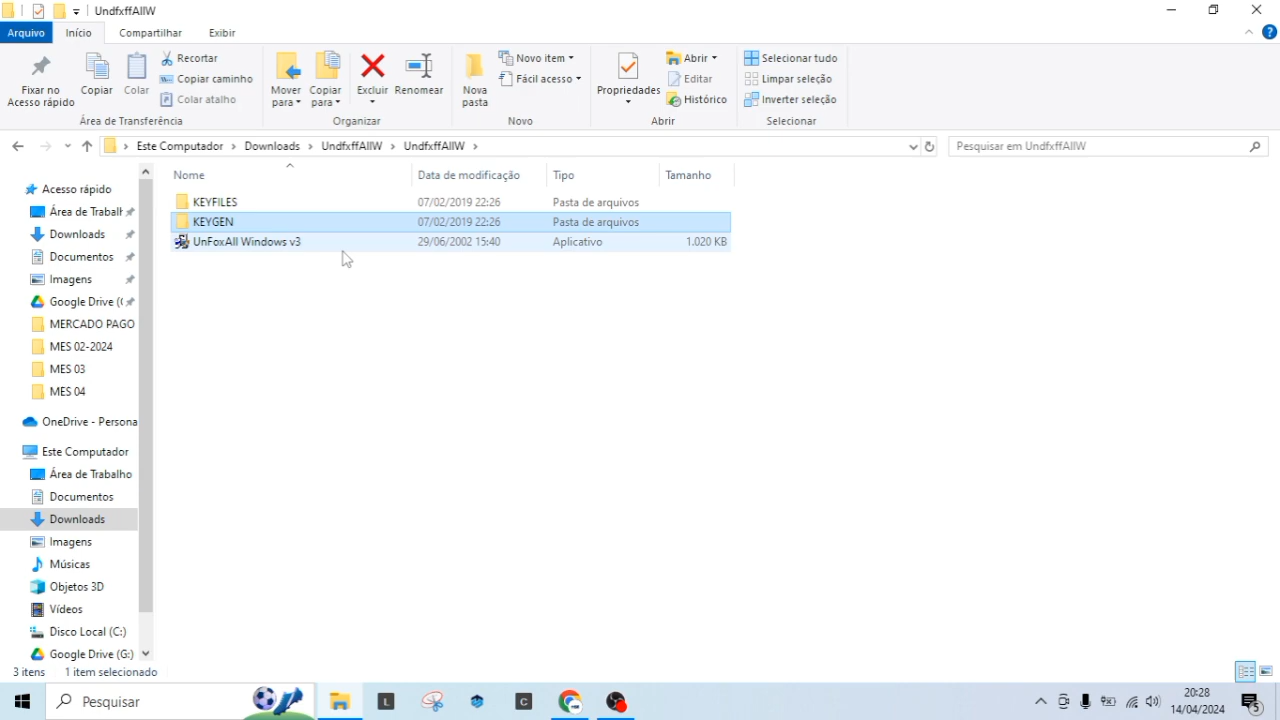 UndfxffAllW
Arquivo Início Compartilhar Exibir
Fixar no Acesso rápido
Copiar
Colar
Recortar
Copiar caminho
Colar atalho
Área de Transferência
Mover para
Copiar para
Excluir
Renomear
Organizar
Nova pasta
Novo item
Fácil acesso
Novo
Propriedades
Abrir
Editar
Histórico
Abrir
Selecionar tudo
Limpar seleção
Inverter seleção
Selecionar
Este Computador > Downloads > UndfxffAllW > UndfxffAllW >
Pesquisar em UndfxffAllW
Nome Data de modificação Tipo Tamanho
KEYFILES 07/02/2019 22:26 Pasta de arquivos
KEYGEN 07/02/2019 22:26 Pasta de arquivos
UnFoxAll Windows v3 29/06/2002 15:40 Aplicativo 1.020 KB
Acesso rápido
Área de Trabalh
Downloads
Documentos
Imagens
Google Drive (
MERCADO PAGO
MES 02-2024
MES 03
MES 04
OneDrive - Persona
Este Computador
Área de Trabalho
Documentos
Downloads
Imagens
Músicas
Objetos 3D
Vídeos
Disco Local (C:)
Google Drive (G:)
3 itens 1 item selecionado
Pesquisar
L
C
20:28
14/04/2024
5